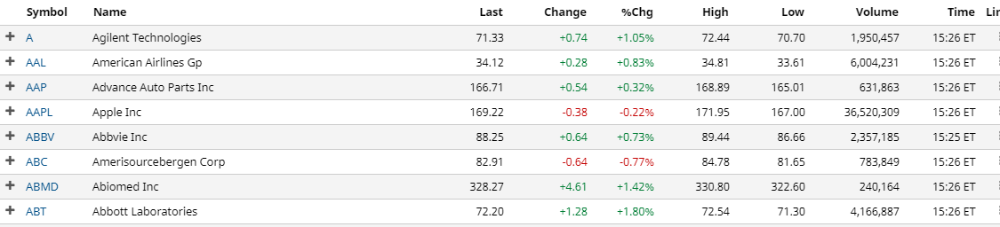 Symbol Name Last Change %Chg High Low Volume Time
A Agilent Technologies 71.33 +0.74 +1.05% 72.44 70.70 1,950,457 15:26 ET
AAL American Airlines Gp 34.12 +0.28 +0.83% 34.81 33.61 6,004,231 15:26 ET
AAP Advance Auto Parts Inc 166.71 +0.54 +0.32% 168.89 165.01 631,863 15:26 ET
AAPL Apple Inc 169.22 -0.38 -0.22% 171.95 167.00 36,520,309 15:26 ET
ABBV Abbvie Inc 88.25 +0.64 +0.73% 89.44 86.66 2,357,185 15:25 ET
ABC Amerisourcebergen Corp 82.91 -0.64 -0.77% 84.78 81.65 783,849 15:26 ET
ABMD Abiomed Inc 328.27 +4.61 +1.42% 330.80 322.60 240,164 15:26 ET
ABT Abbott Laboratories 72.20 +1.28 +1.80% 72.54 71.30 4,166,887 15:26 ET